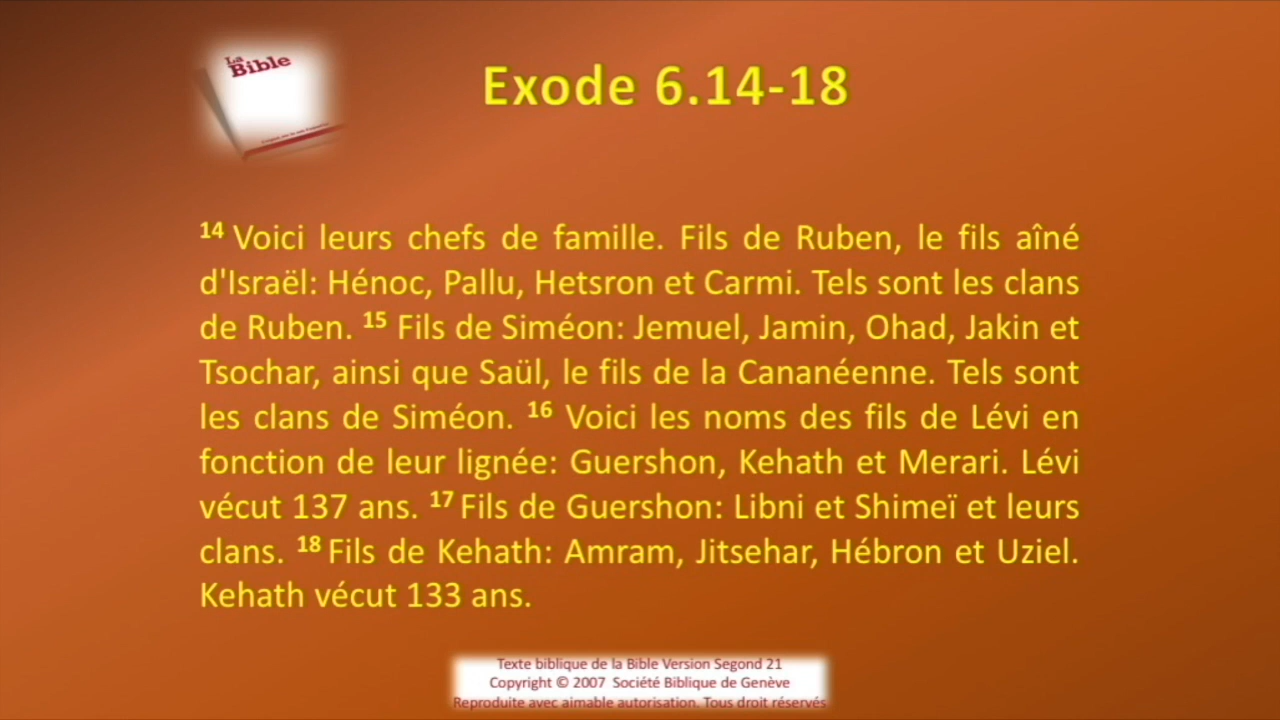 La
Bible
Exode 6.14-18
14 Voici leurs chefs de famille. Fils de Ruben, le fils aîné
d'Israël: Hénoc, Pallu, Hetsron et Carmi. Tels sont les clans
de Ruben. 15 Fils de Siméon: Jemuel, Jamin, Ohad, Jakin et
Tsochar, ainsi que Saül, le fils de la Cananéenne. Tels sont
les clans de Siméon. 16 Voici les noms des fils de Lévi en
fonction de leur lignée: Guershon, Kehath et Merari. Lévi
vécut 137 ans. 17 Fils de Guershon: Libni et Shimeï et leurs
clans. 18 Fils de Kehath: Amram, Jitsehar, Hébron et Uziel.
Kehath vécut 133 ans.
Texte biblique de la Bible Version Segond 21
Copyright © 2007 Société Biblique de Genève
Reproduite avec aimable autorisation. Tous droit réservés